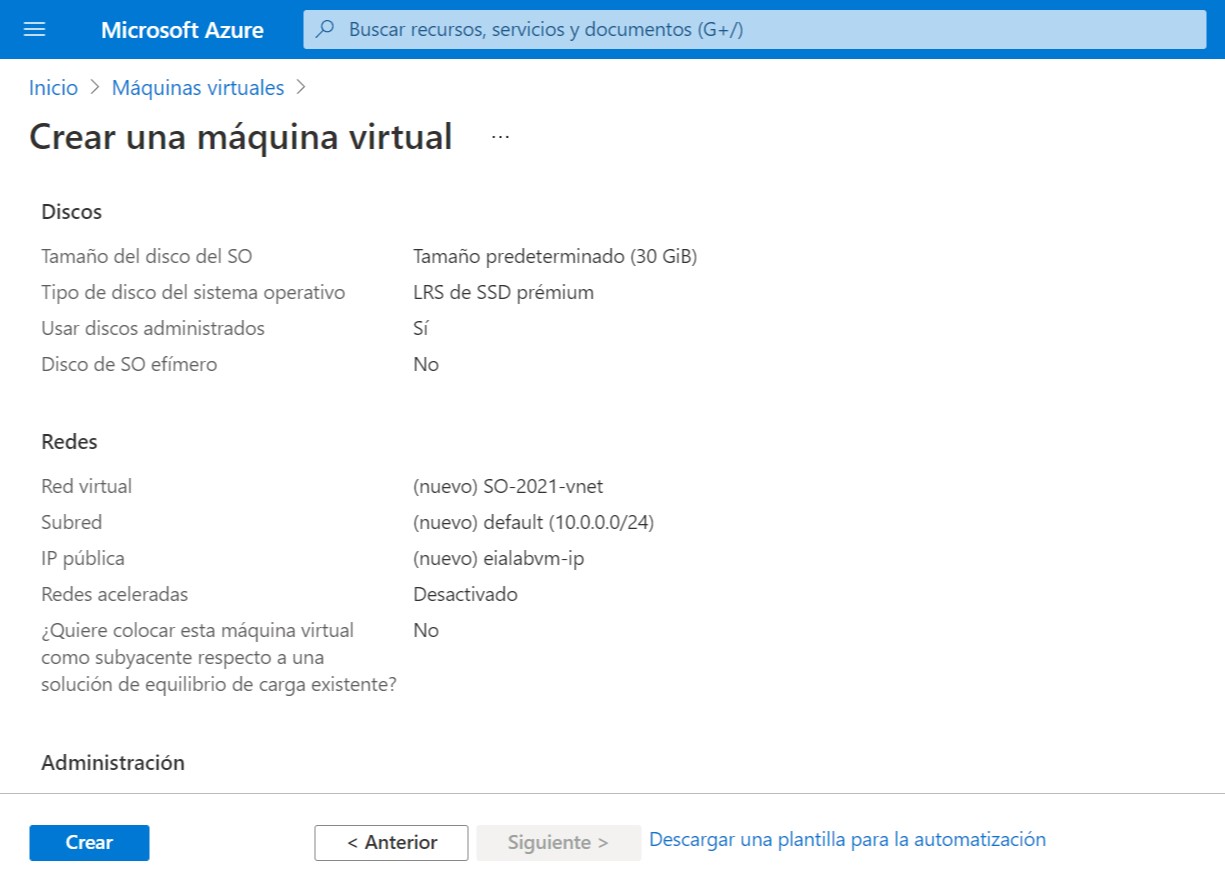 Microsoft Azure
Buscar recursos, servicios y documentos (G+/)
Inicio > Máquinas virtuales >
Crear una máquina virtual ...
Discos
Tamaño del disco del SO Tamaño predeterminado (30 GiB)
Tipo de disco del sistema operativo LRS de SSD prémium
Usar discos administrados Sí
Disco de SO efímero No
Redes
Red virtual (nuevo) SO-2021-vnet
Subred (nuevo) default (10.0.0.0/24)
IP pública (nuevo) eialabvm-ip
Redes aceleradas Desactivado
¿Quiere colocar esta máquina virtual No
como subyacente respecto a una
solución de equilibrio de carga existente?
Administración
Crear < Anterior Siguiente > Descargar una plantilla para la automatización